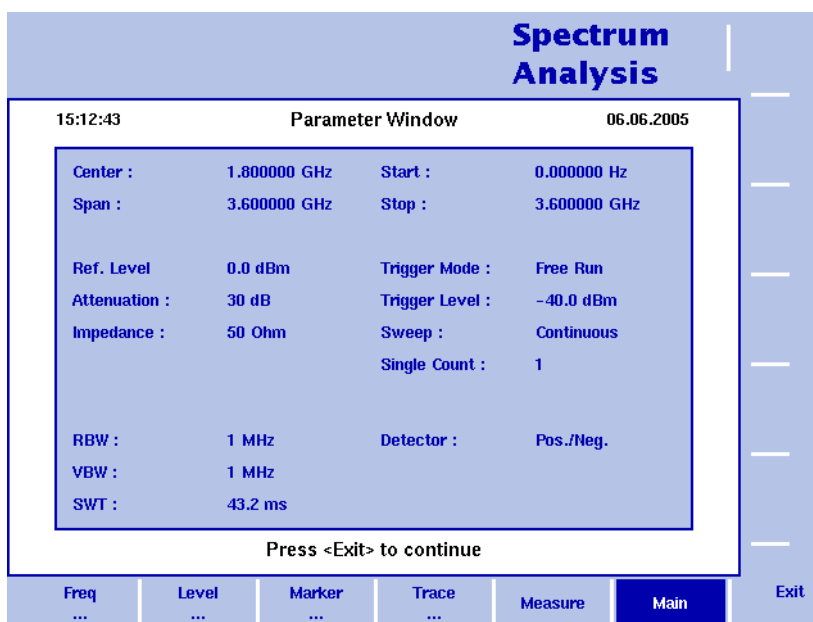 Spectrum
Analysis
15:12:43 Parameter Window 06.06.2005
Center : 1.800000 GHz Start : 0.000000 Hz
Span : 3.600000 GHz Stop : 3.600000 GHz
Ref. Level 0.0 dBm Trigger Mode : Free Run
Attenuation : 30 dB Trigger Level : -40.0 dBm
Impedance : 50 Ohm Sweep : Continuous
Single Count : 1
RBW : 1 MHz Detector : Pos./Neg.
VBW : 1 MHz
SWT : 43.2 ms
Press <Exit> to continue
Freq ... Level ... Marker ... Trace ... Measure Main Exit